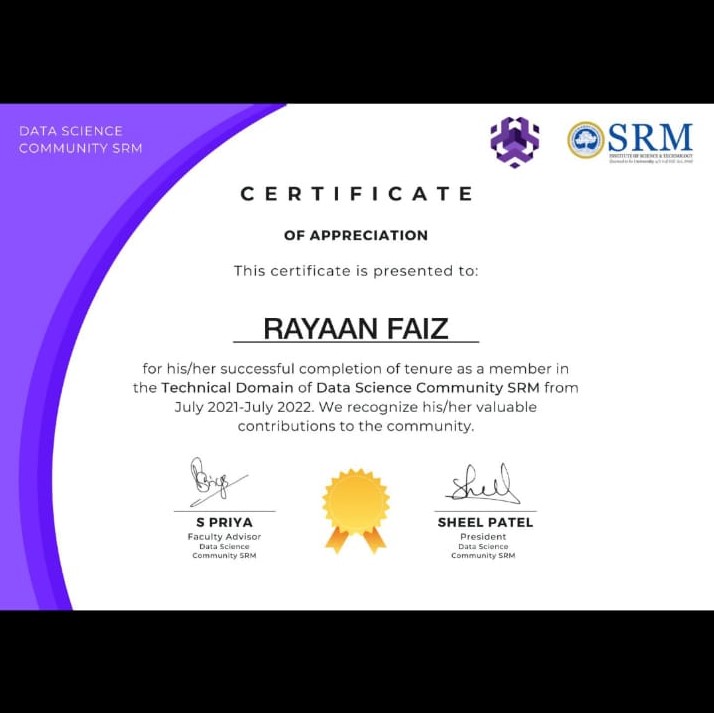 DATA SCIENCE
COMMUNITY SRM
SRM
INSTITUTE OF SCIENCE & TECHNOLOGY
CERTIFICATE
OF APPRECIATION
This certificate is presented to:
RAYAAN FAIZ
for his/her successful completion of tenure as a member in
the Technical Domain of Data Science Community SRM from
July 2021-July 2022. We recognize his/her valuable
contributions to the community.
S PRIYA
Faculty Advisor
Data Science
Community SRM
Sheel
SHEEL PATEL
President
Data Science
Community SRM